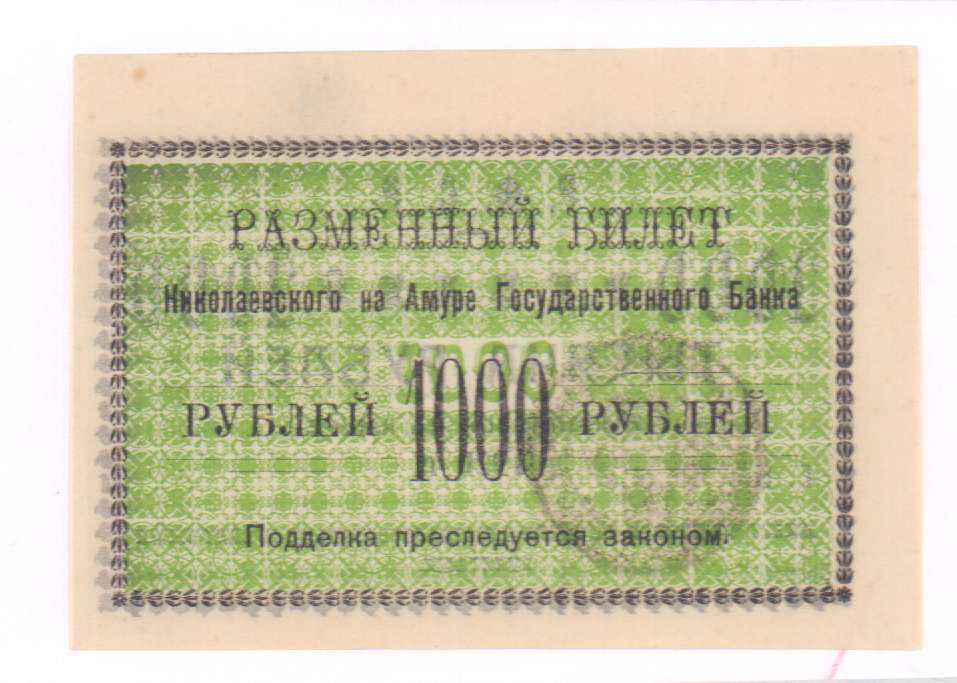 РАЗМЕННЫЙ БИЛЕТ
Николаевского на Амуре Государственного Банка
РУБЛЕЙ 1000 РУБЛЕЙ
Подделка преследуется законом.